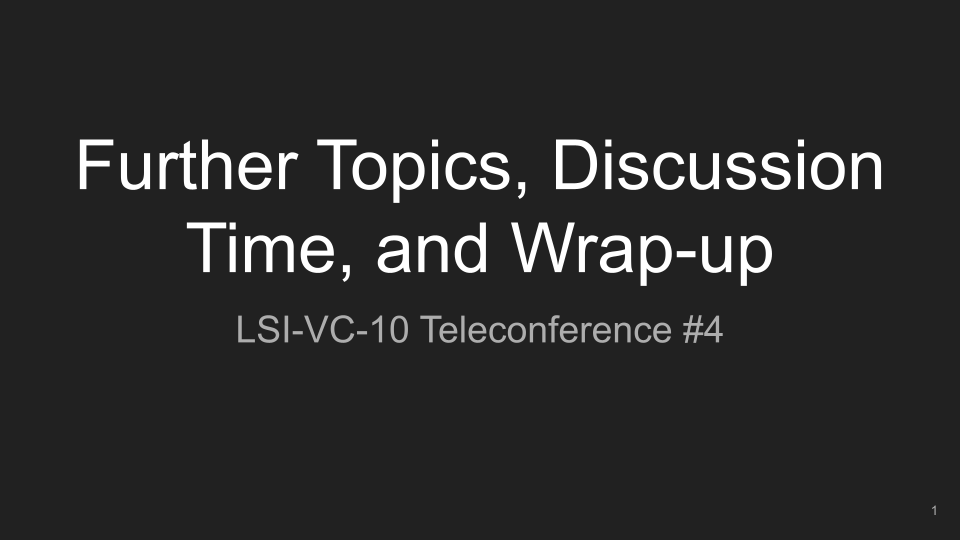 Further Topics, Discussion
Time, and Wrap-up
LSI-VC-10 Teleconference #4
1